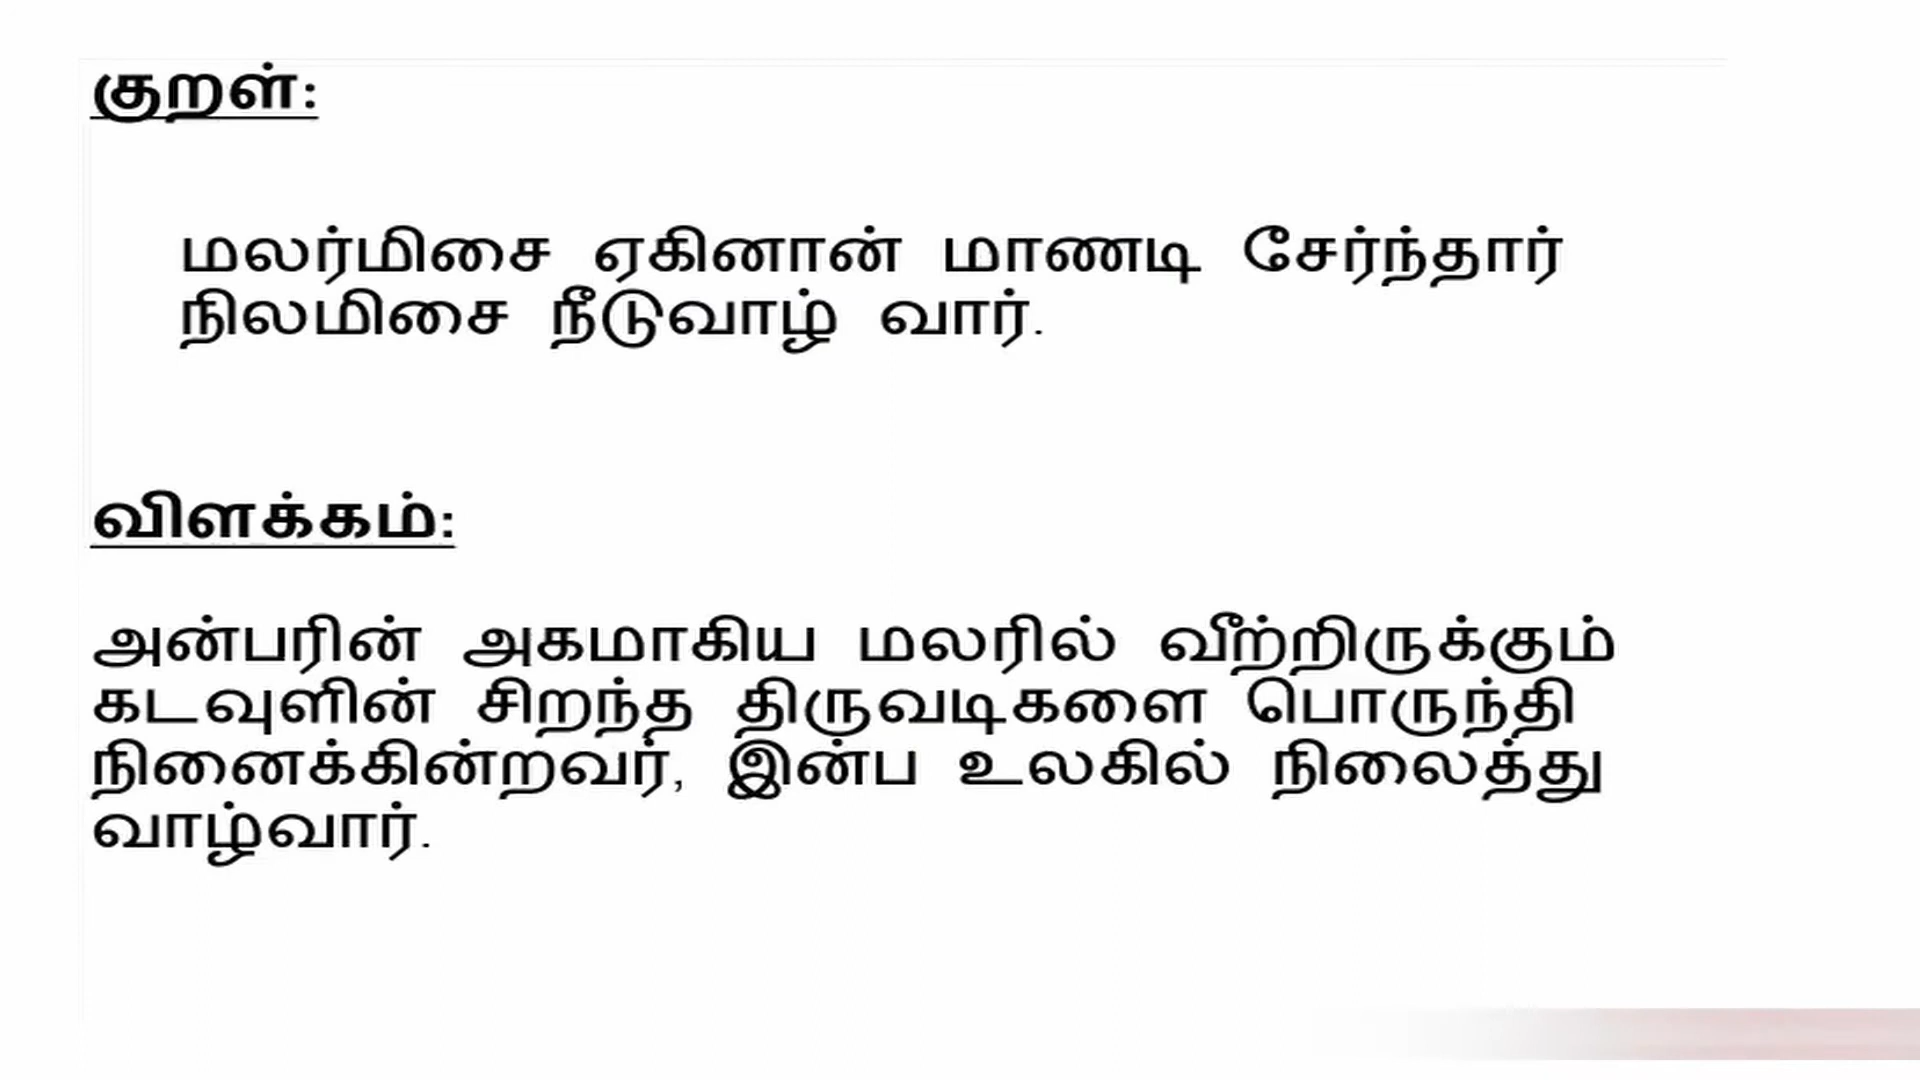 குறள்:
மலர்மிசை ஏகினான் மாணடி சேர்ந்தார்
நிலமிசை நீடுவாழ் வார்.
விளக்கம்:
அன்பரின் அகமாகிய மலரில் வீற்றிருக்கும்
கடவுளின் சிறந்த திருவடிகளை பொருந்தி
நினைக்கின்றவர், இன்ப உலகில் நிலைத்து
வாழ்வார்.